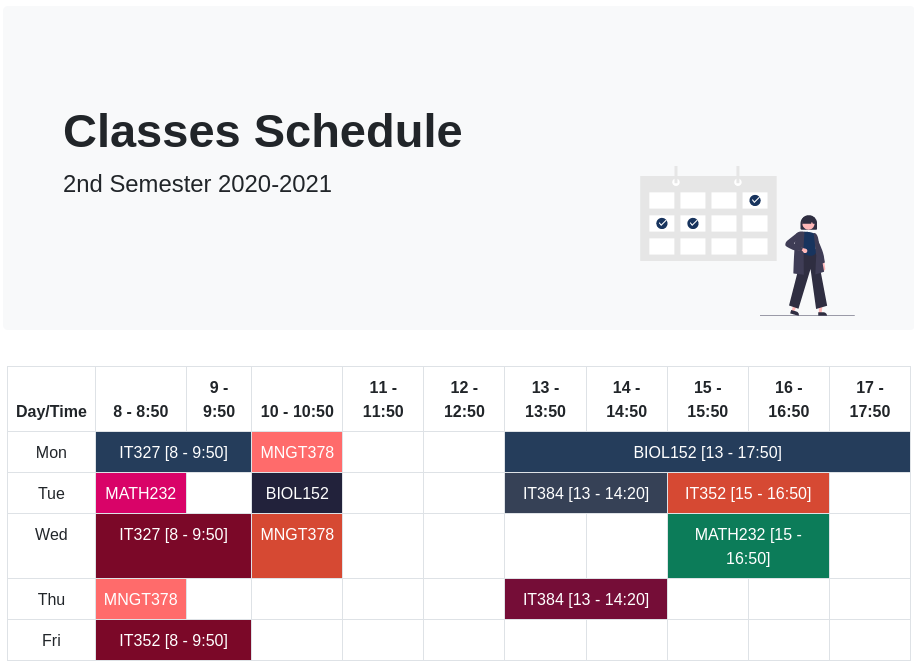 Classes Schedule
2nd Semester 2020-2021
Day/Time 8 - 8:50 9 - 9:50 10 - 10:50 11 - 11:50 12 - 12:50 13 - 13:50 14 - 14:50 15 - 15:50 16 - 16:50 17 - 17:50
Mon IT327 [8 - 9:50] MNGT378 BIOL152 [13 - 17:50]
Tue MATH232 BIOL152 IT384 [13 - 14:20] IT352 [15 - 16:50]
Wed IT327 [8 - 9:50] MNGT378 MATH232 [15 - 16:50]
Thu MNGT378 IT384 [13 - 14:20]
Fri IT352 [8 - 9:50]